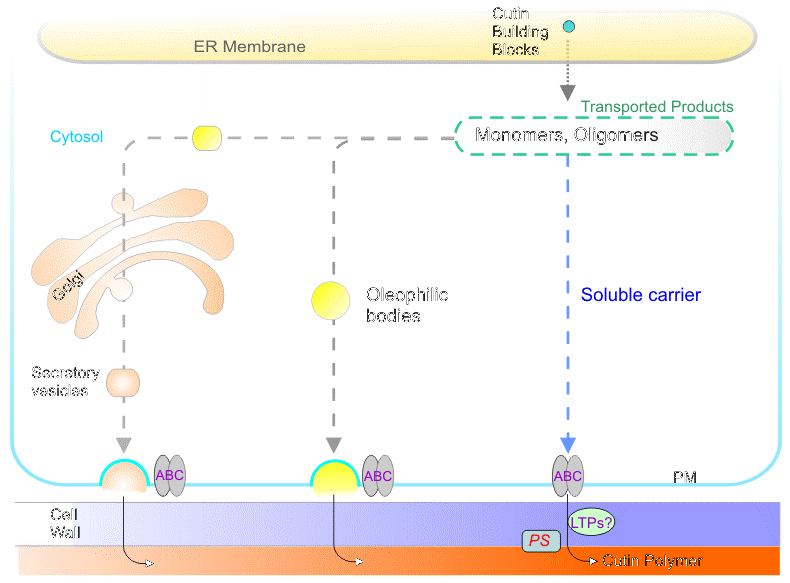 Cutin
Building
Blocks
ER Membrane
Transported Products
Cytosol
Monomers, Oligomers
Golgi
Oleophilic
bodies
Soluble carrier
Secretory
vesicles
ABC
ABC
ABC
PM
Cell
Wall
LTPs?
PS
Cutin Polymer